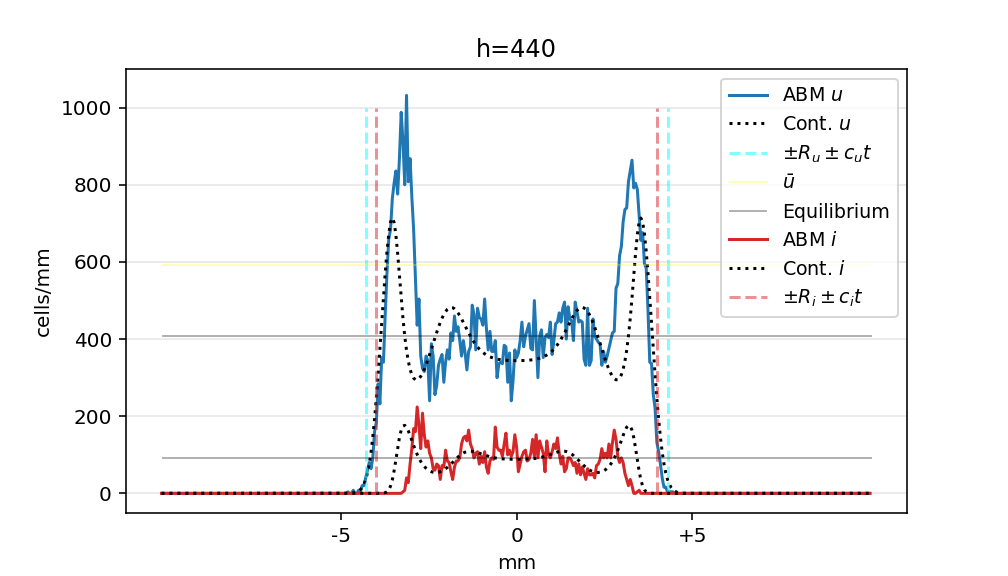 h=440
cells/mm
1000
800
600
400
200
0
-5
0
+5
mm
ABM u
Cont. u
±R_u ± c_u t
ū
Equilibrium
ABM i
Cont. i
±R_i ± c_i t